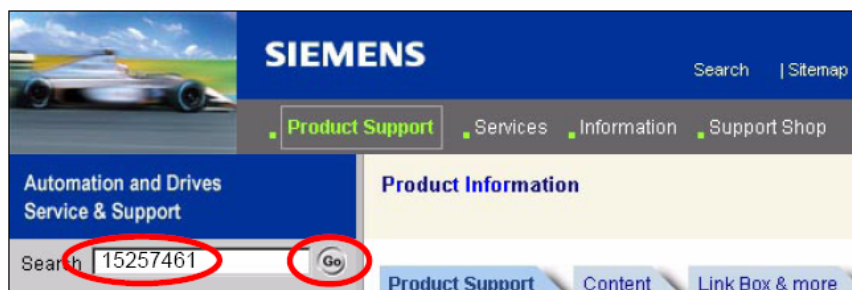 SIEMENS
Search | Sitemap
Product Support Services Information Support Shop
Automation and Drives
Service & Support
Product Information
Search 15257461 Go
Product Support Content Link Box & more